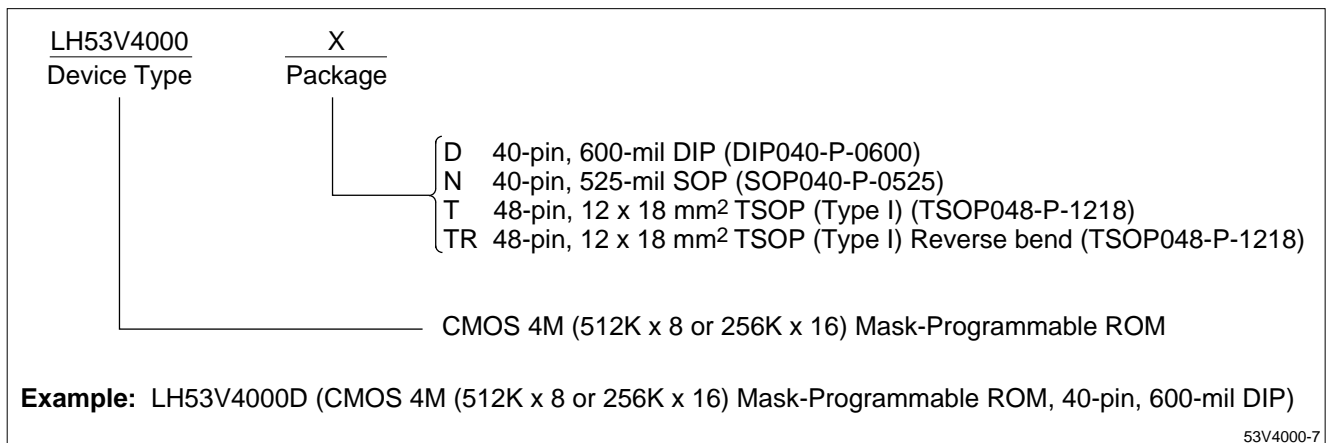 LH53V4000 X
Device Type Package
D 40-pin, 600-mil DIP (DIP040-P-0600)
N 40-pin, 525-mil SOP (SOP040-P-0525)
T 48-pin, 12 x 18 mm² TSOP (Type I) (TSOP048-P-1218)
TR 48-pin, 12 x 18 mm² TSOP (Type I) Reverse bend (TSOP048-P-1218)
CMOS 4M (512K x 8 or 256K x 16) Mask-Programmable ROM
Example: LH53V4000D (CMOS 4M (512K x 8 or 256K x 16) Mask-Programmable ROM, 40-pin, 600-mil DIP)
53V4000-7